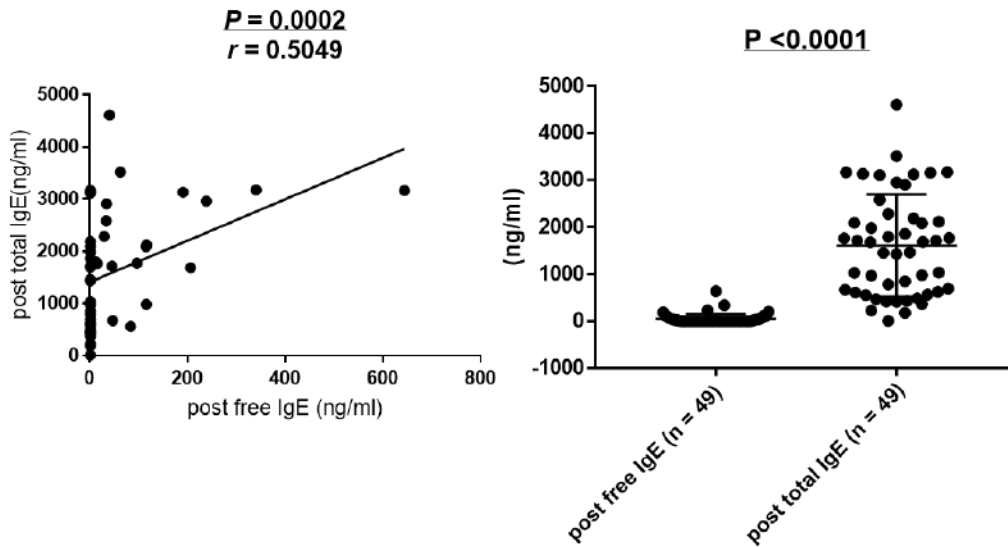 P = 0.0002
r = 0.5049
post total IgE(ng/ml)
5000
4000
3000
2000
1000
0
0 200 400 600 800
post free IgE (ng/ml)
P <0.0001
(ng/ml)
5000
4000
3000
2000
1000
0
-1000
post free IgE (n = 49)
post total IgE (n = 49)